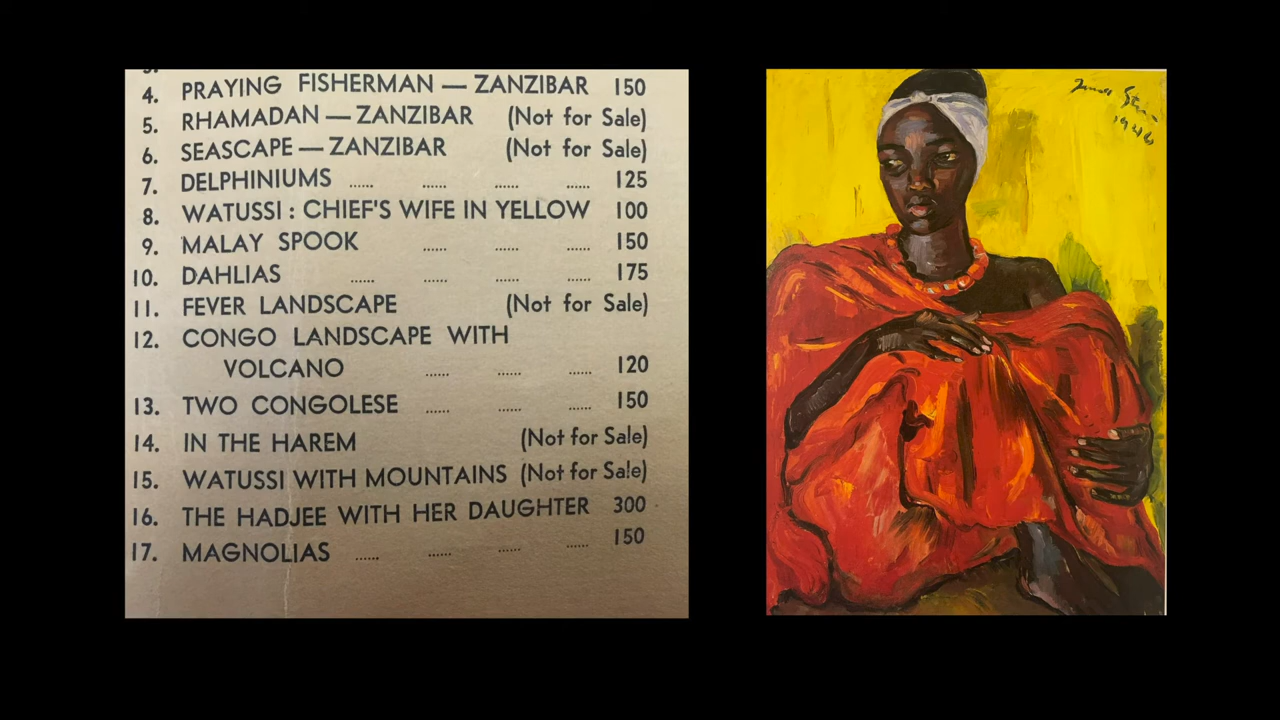 4. PRAYING FISHERMAN — ZANZIBAR 150
5. RHAMADAN — ZANZIBAR (Not for Sale)
6. SEASCAPE — ZANZIBAR (Not for Sale)
7. DELPHINIUMS ...... ...... ...... ...... 125
8. WATUSSI : CHIEF'S WIFE IN YELLOW 100
9. MALAY SPOOK ...... ...... ...... 150
10. DAHLIAS ...... ...... ...... ...... 175
11. FEVER LANDSCAPE (Not for Sale)
12. CONGO LANDSCAPE WITH
VOLCANO ...... ...... ...... 120
13. TWO CONGOLESE ...... ...... ...... 150
14. IN THE HAREM (Not for Sale)
15. WATUSSI WITH MOUNTAINS (Not for Sale)
16. THE HADJEE WITH HER DAUGHTER 300
17. MAGNOLIAS ...... ...... ...... ...... 150
1946